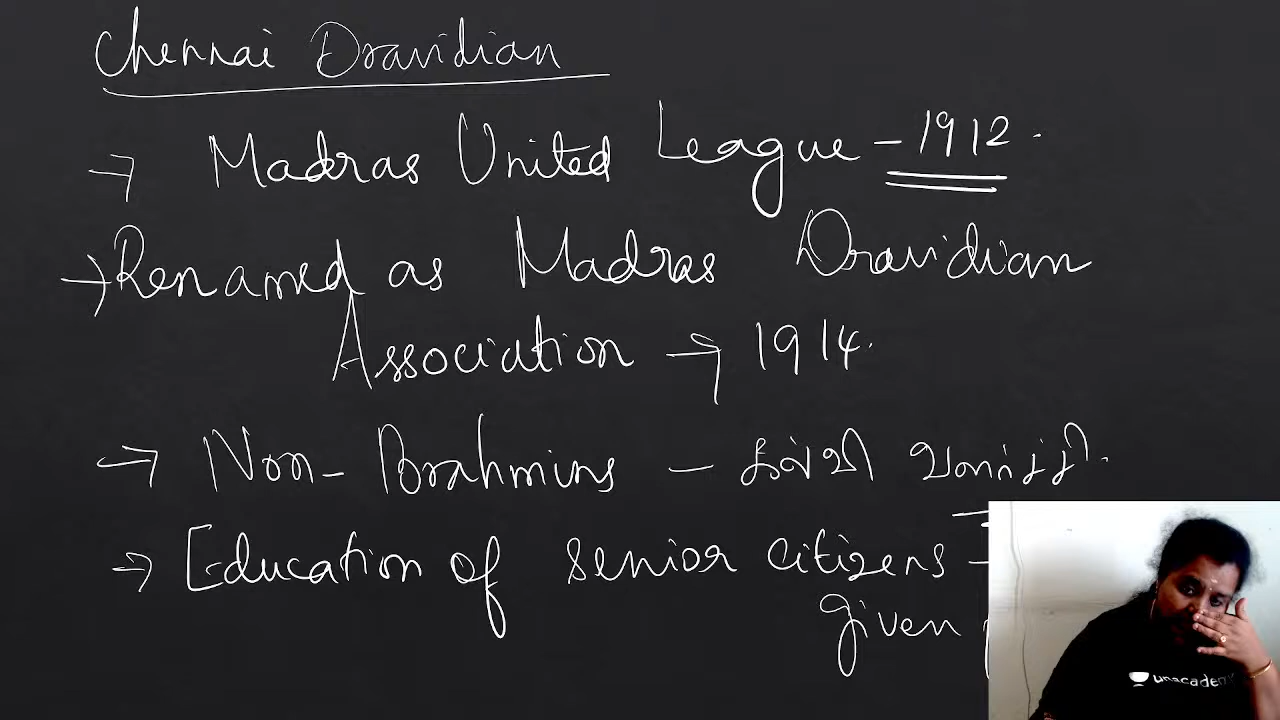 Chennai Dravidian
→ Madras United League - 1912.
→ Renamed as Madras Dravidian
Association → 1914.
→ Non-Brahmins - கல்வி வளர்ச்சி.
→ Education of senior citizens -
given
unacademy